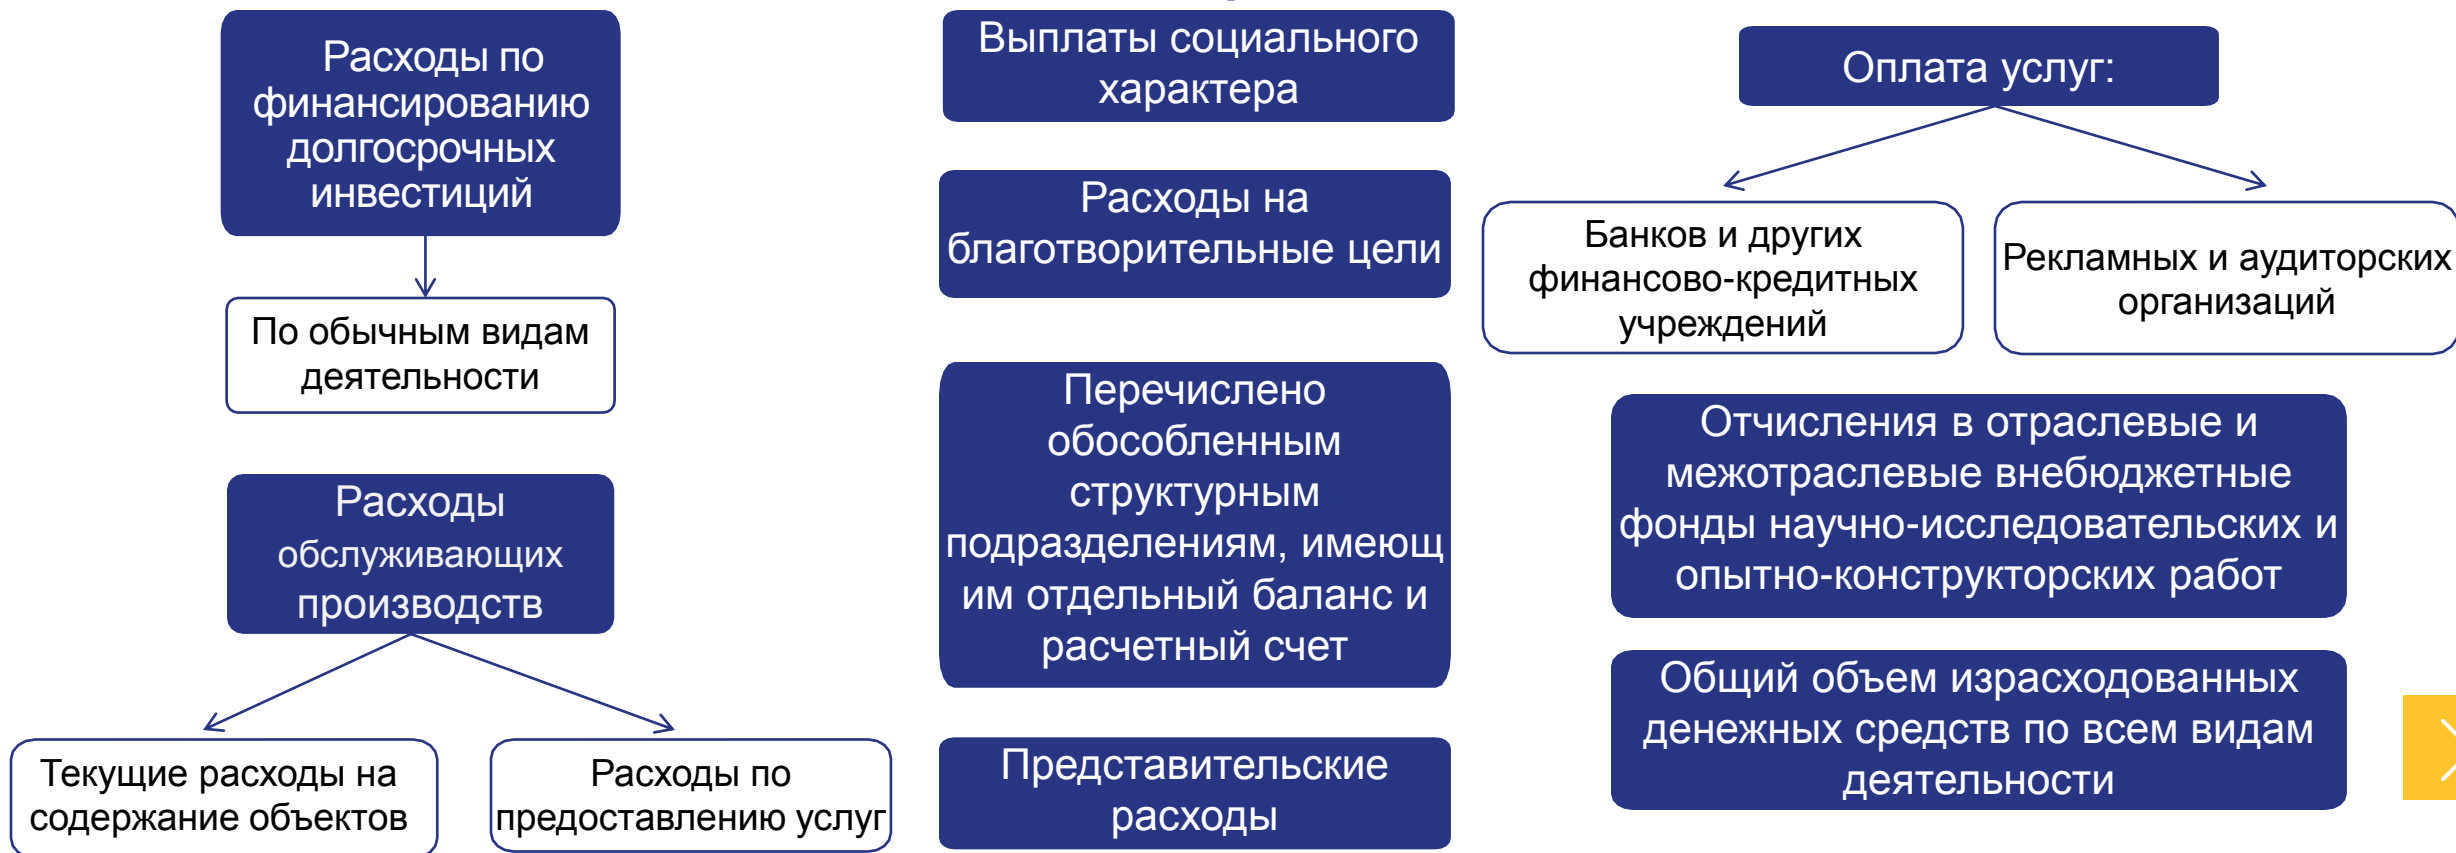 Расходы по
финансированию
долгосрочных
инвестиций
По обычным видам
деятельности
Расходы
обслуживающих
производств
Текущие расходы на
содержание объектов
Расходы по
предоставлению услуг
Выплаты социального
характера
Расходы на
благотворительные цели
Перечислено
обособленным
структурным
подразделениям, имеющ
им отдельный баланс и
расчетный счет
Представительские
расходы
Оплата услуг:
Банков и других
финансово-кредитных
учреждений
Рекламных и аудиторских
организаций
Отчисления в отраслевые и
межотраслевые внебюджетные
фонды научно-исследовательских и
опытно-конструкторских работ
Общий объем израсходованных
денежных средств по всем видам
деятельности